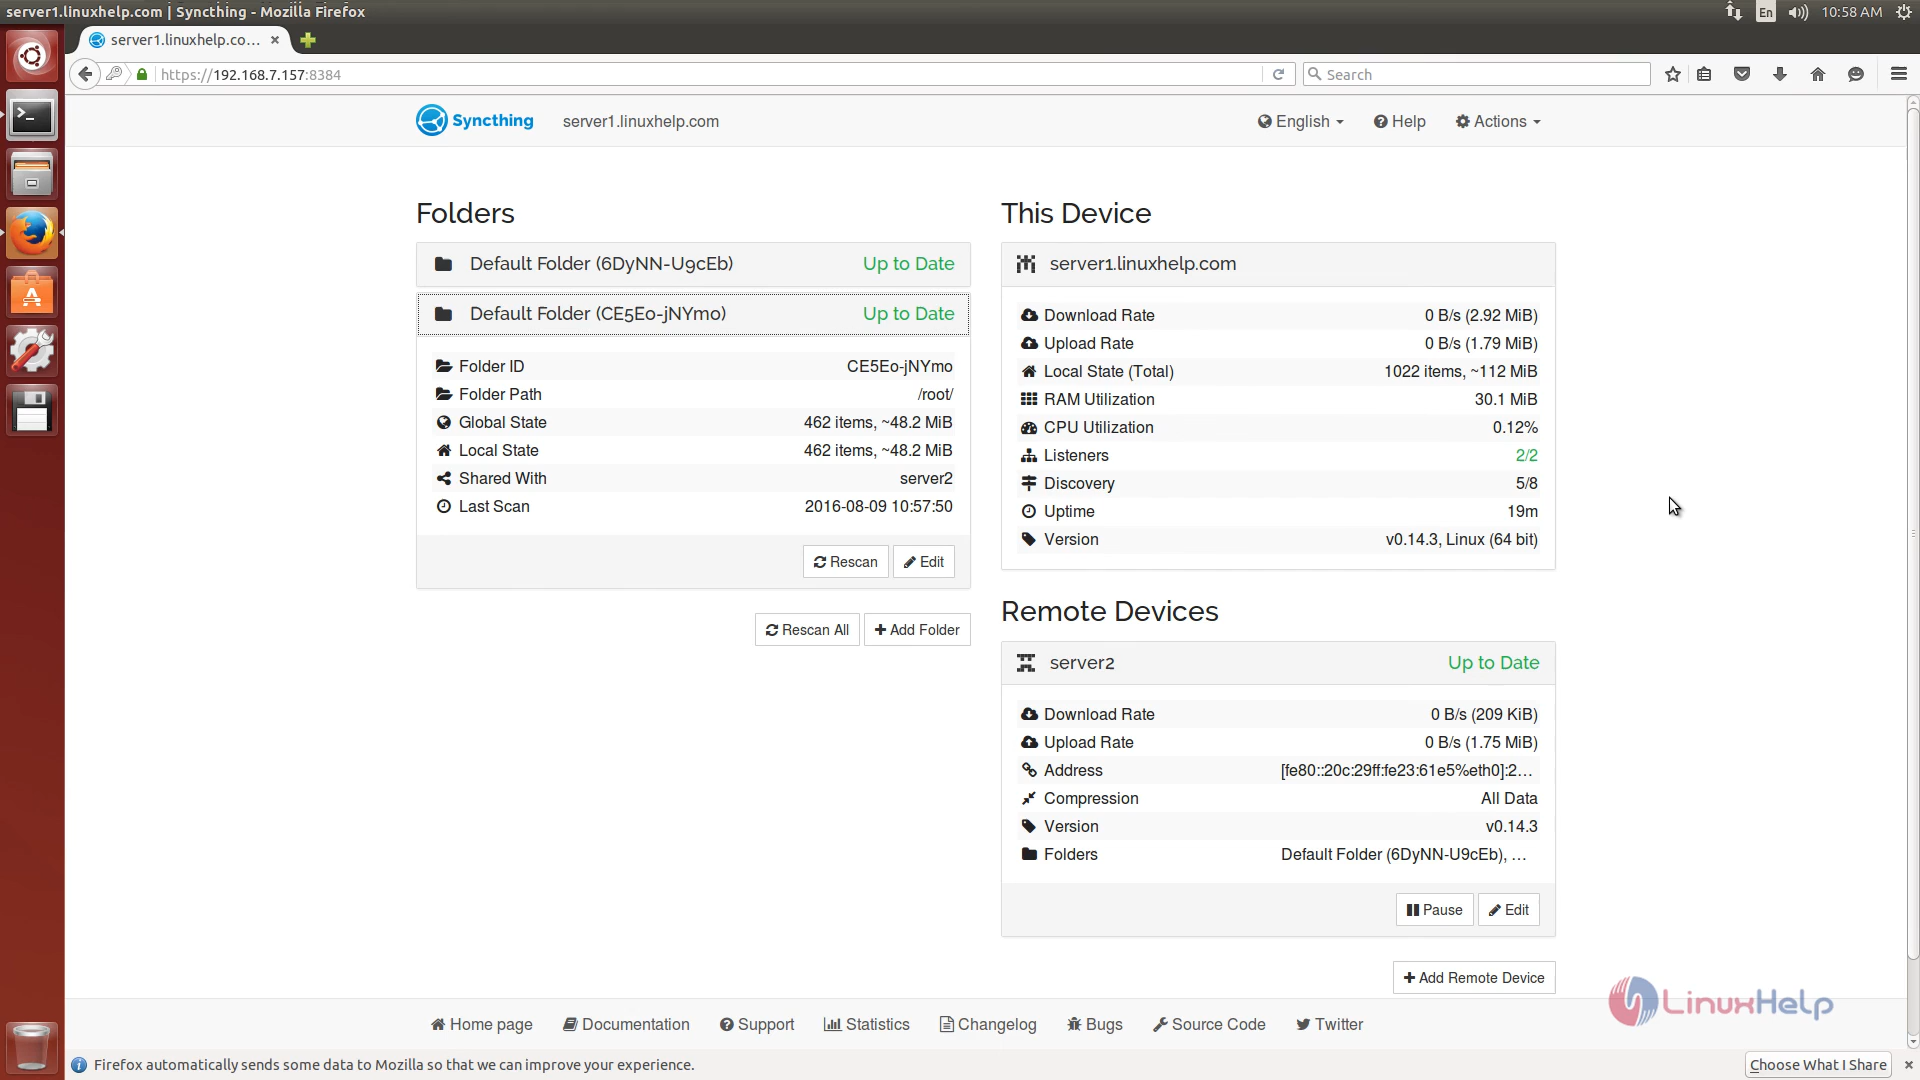 server1.linuxhelp.com | Syncthing - Mozilla Firefox
En
10:58 AM
server1.linuxhelp.co...
https://192.168.7.157:8384
Search
Syncthing
server1.linuxhelp.com
English
Help
Actions
Folders
Default Folder (6DyNN-U9cEb) Up to Date
Default Folder (CE5Eo-jNYmo) Up to Date
Folder ID CE5Eo-jNYmo
Folder Path /root/
Global State 462 items, ~48.2 MiB
Local State 462 items, ~48.2 MiB
Shared With server2
Last Scan 2016-08-09 10:57:50
Rescan Edit
Rescan All Add Folder
This Device
server1.linuxhelp.com
Download Rate 0 B/s (2.92 MiB)
Upload Rate 0 B/s (1.79 MiB)
Local State (Total) 1022 items, ~112 MiB
RAM Utilization 30.1 MiB
CPU Utilization 0.12%
Listeners 2/2
Discovery 5/8
Uptime 19m
Version v0.14.3, Linux (64 bit)
Remote Devices
server2 Up to Date
Download Rate 0 B/s (209 KiB)
Upload Rate 0 B/s (1.75 MiB)
Address [fe80::20c:29ff:fe23:61e5%eth0]:2...
Compression All Data
Version v0.14.3
Folders Default Folder (6DyNN-U9cEb), ...
Pause Edit
Add Remote Device
LinuxHelp
Home page Documentation Support Statistics Changelog Bugs Source Code Twitter
Firefox automatically sends some data to Mozilla so that we can improve your experience.
Choose What I Share